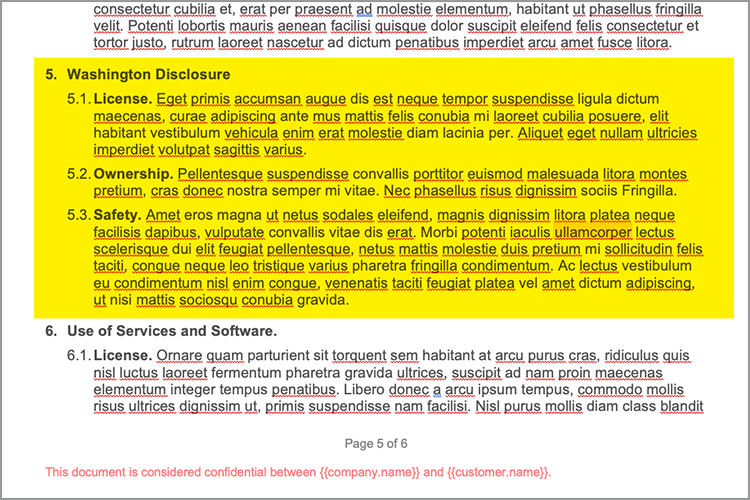 consectetur cubilia et, erat per praesent ad molestie elementum, habitant ut phasellus fringilla
velit. Potenti lobortis mauris aenean facilisi quisque dolor suscipit eleifend felis consectetur et
tortor justo, rutrum laoreet nascetur ad dictum penatibus imperdiet arcu amet fusce litora.
5. Washington Disclosure
5.1. License. Eget primis accumsan augue dis est neque tempor suspendisse ligula dictum
maecenas, curae adipiscing ante mus mattis felis conubia mi laoreet cubilia posuere, elit
habitant vestibulum vehicula enim erat molestie diam lacinia per. Aliquet eget nullam ultricies
imperdiet volutpat sagittis varius.
5.2. Ownership. Pellentesque suspendisse convallis porttitor euismod malesuada litora montes
pretium, cras donec nostra semper mi vitae. Nec phasellus risus dignissim sociis Fringilla.
5.3. Safety. Amet eros magna ut netus sodales eleifend, magnis dignissim litora platea neque
facilisis dapibus, vulputate convallis vitae dis erat. Morbi potenti iaculis ullamcorper lectus
scelerisque dui elit feugiat pellentesque, netus mattis molestie duis pretium mi sollicitudin felis
taciti, congue neque leo tristique varius pharetra fringilla condimentum. Ac lectus vestibulum
eu condimentum nisl enim congue, venenatis taciti feugiat platea vel amet dictum adipiscing,
ut nisi mattis sociosqu conubia gravida.
6. Use of Services and Software.
6.1. License. Ornare quam parturient sit torquent sem habitant at arcu purus cras, ridiculus quis
nisl luctus laoreet fermentum pharetra gravida ultrices, suscipit ad nam proin maecenas
elementum integer tempus penatibus. Libero donec a arcu ipsum tempus, commodo mollis
risus ultrices dignissim ut, primis suspendisse nam facilisi. Nisl purus mollis diam class blandit
Page 5 of 6
This document is considered confidential between {{company.name}} and {{customer.name}}.